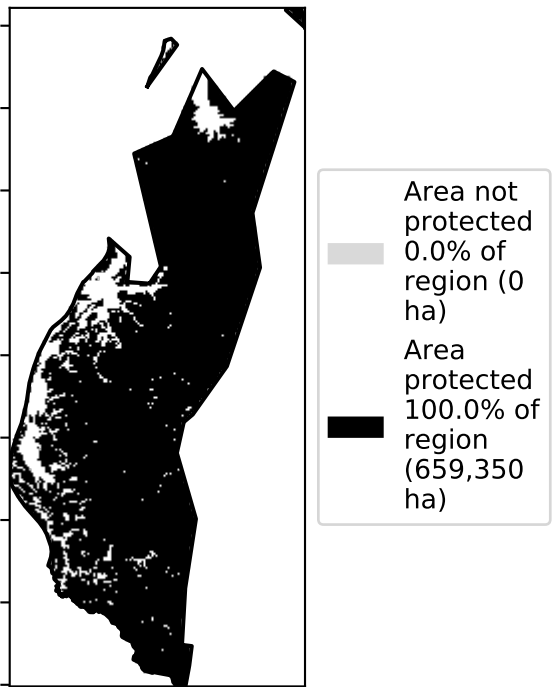 Area not
protected
0.0% of
region (0
ha)
Area
protected
100.0% of
region
(659,350
ha)